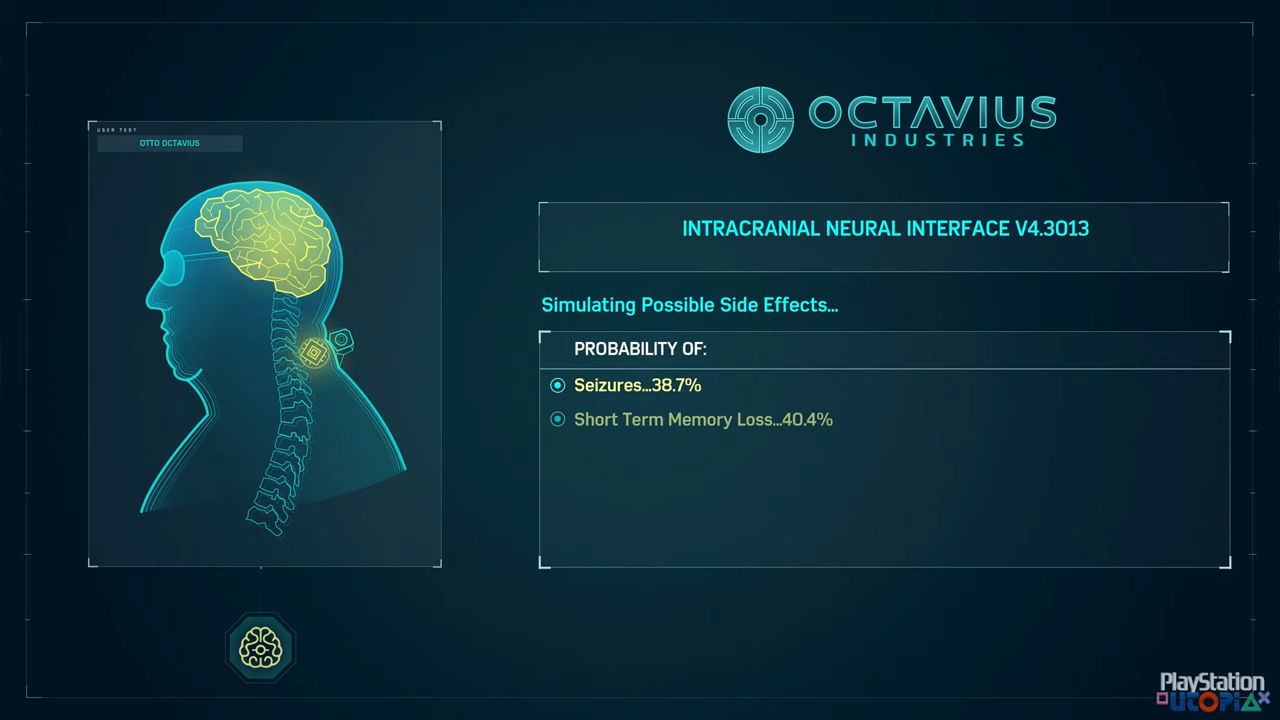 USER TEST
OTTO OCTAVIUS
OCTAVIUS
INDUSTRIES
INTRACRANIAL NEURAL INTERFACE V4.3013
Simulating Possible Side Effects...
PROBABILITY OF:
Seizures...38.7%
Short Term Memory Loss...40.4%
PlayStation
UTOPIA